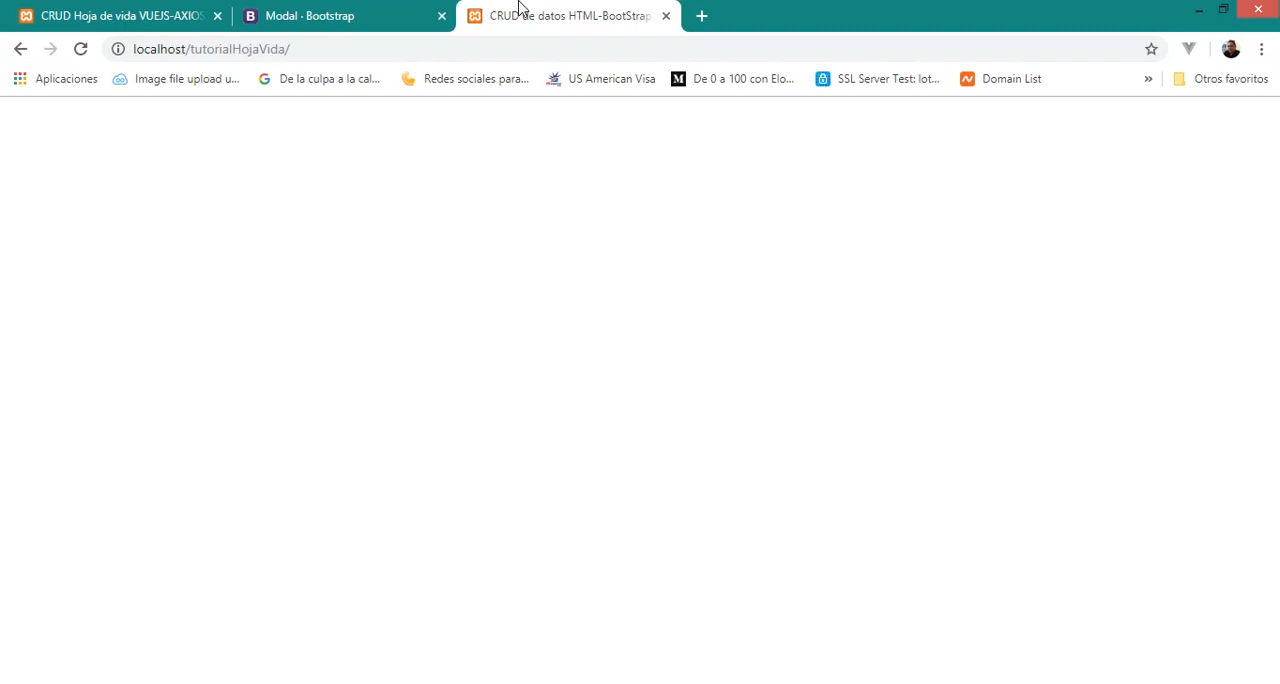 CRUD Hoja de vida VUEJS-AXIOS Modal · Bootstrap CRUD de datos HTML-BootStrap
localhost/tutorialHojaVida/
Aplicaciones Image file upload u... De la culpa a la cal... Redes sociales para... US American Visa M De 0 a 100 con Elo... SSL Server Test: lot... Domain List » Otros favoritos